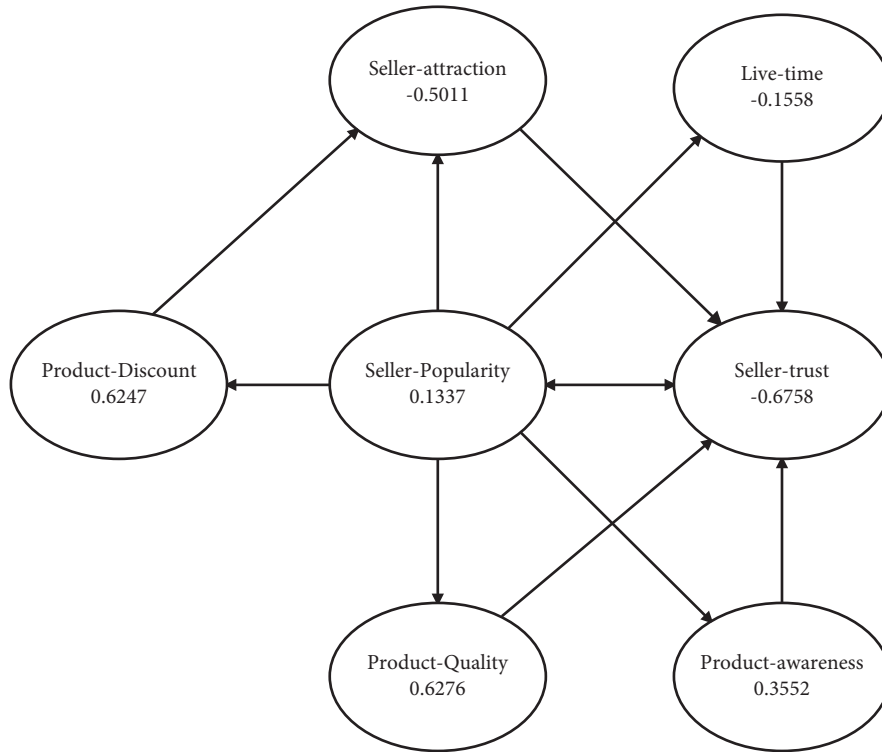 Seller-attraction
-0.5011
Live-time
-0.1558
Product-Discount
0.6247
Seller-Popularity
0.1337
Seller-trust
-0.6758
Product-Quality
0.6276
Product-awareness
0.3552